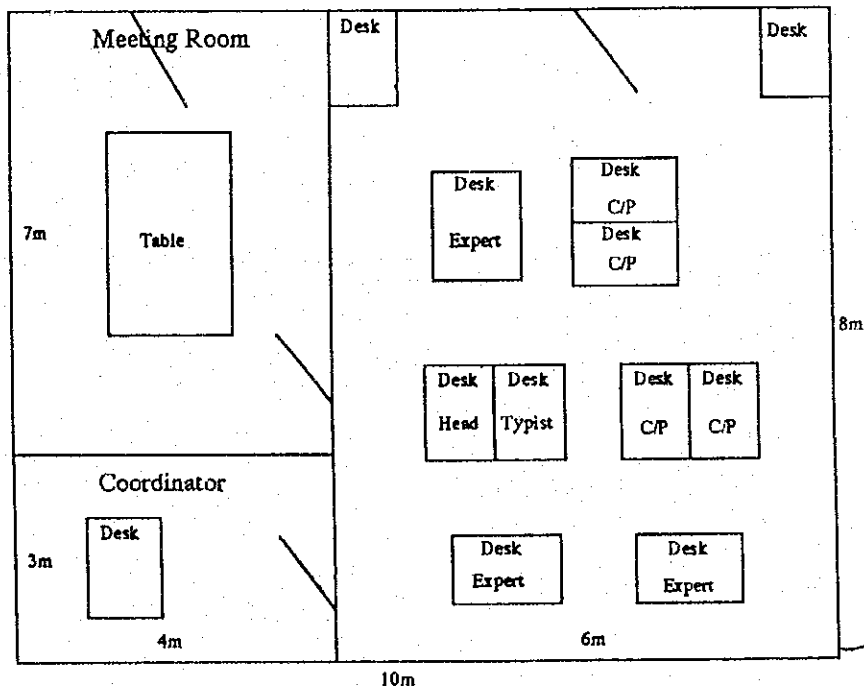 Meeting Room
Desk
Desk
7m
Table
Desk
Expert
Desk
C/P
Desk
C/P
8m
Desk
Head
Desk
Typist
Desk
C/P
Desk
C/P
Coordinator
Desk
3m
4m
Desk
Expert
Desk
Expert
6m
10m